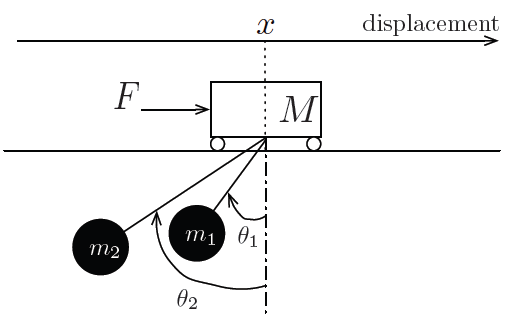 displacement
x
F
M
m₂
m₁
θ₁
θ₂